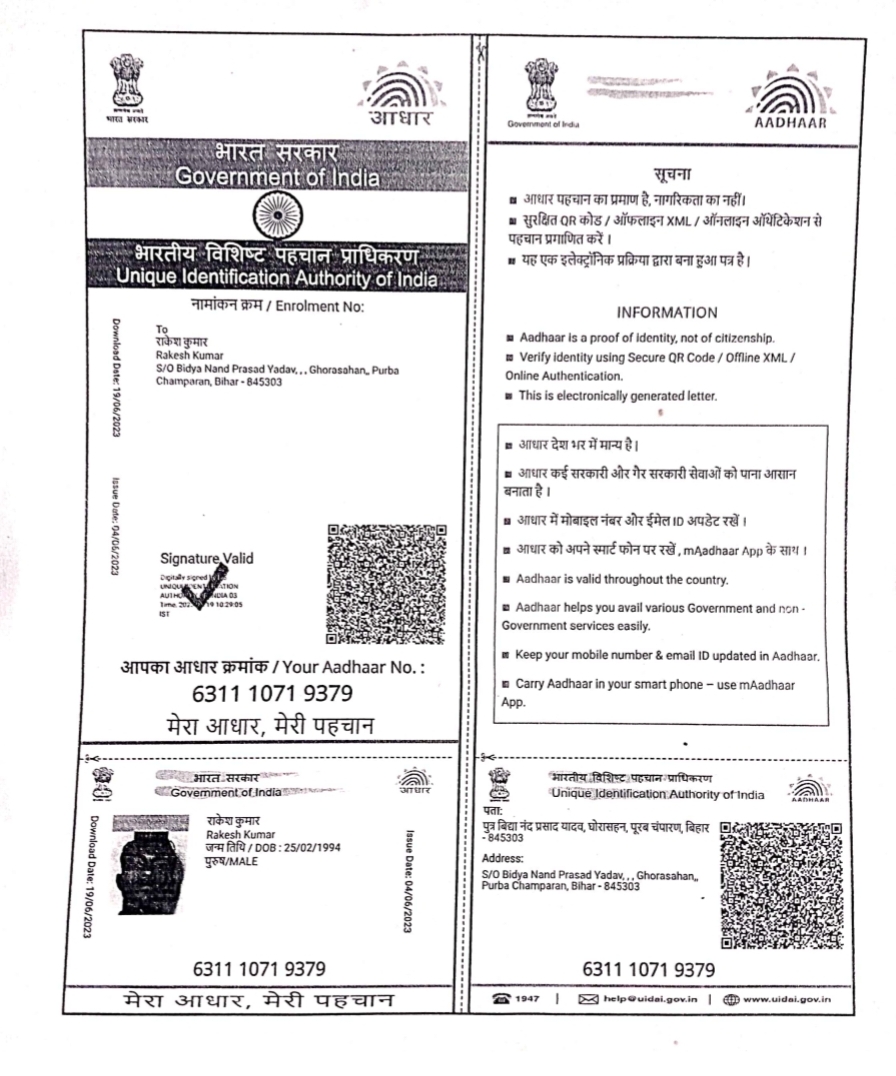 भारत सरकार
आधार
भारत सरकार
Government of India
भारतीय विशिष्ट पहचान प्राधिकरण
Unique Identification Authority of India
नामांकन क्रम / Enrolment No:
To
राकेश कुमार
Rakesh Kumar
S/O Bidya Nand Prasad Yadav, , , Ghorasahan,, Purba
Champaran, Bihar - 845303
Download Date: 19/06/2023
Issue Date: 04/06/2023
Signature Valid
Digitally signed by
AUTHORITY OF INDIA 03
19 10:29:05
IST
आपका आधार क्रमांक / Your Aadhaar No. :
6311 1071 9379
मेरा आधार, मेरी पहचान
Government of India
AADHAAR
सूचना
■ आधार पहचान का प्रमाण है, नागरिकता का नहीं।
■ सुरक्षित QR कोड / ऑफलाइन XML / ऑनलाइन ऑथेंटिकेशन से
पहचान प्रमाणित करें ।
■ यह एक इलेक्ट्रॉनिक प्रक्रिया द्वारा बना हुआ पत्र है।
INFORMATION
■ Aadhaar is a proof of identity, not of citizenship.
■ Verify identity using Secure QR Code / Offline XML /
Online Authentication.
■ This is electronically generated letter.
■ आधार देश भर में मान्य है।
■ आधार कई सरकारी और गैर सरकारी सेवाओं को पाना आसान
बनाता है ।
■ आधार में मोबाइल नंबर और ईमेल ID अपडेट रखें ।
■ आधार को अपने स्मार्ट फोन पर रखें , mAadhaar App के साथ ।
■ Aadhaar is valid throughout the country.
■ Aadhaar helps you avail various Government and non -
Government services easily.
■ Keep your mobile number & email ID updated in Aadhaar.
■ Carry Aadhaar in your smart phone – use mAadhaar
App.
भारत सरकार
Government of India
आधार
Download Date: 19/06/2023
राकेश कुमार
Rakesh Kumar
जन्म तिथि / DOB : 25/02/1994
पुरुष/MALE
Issue Date: 04/06/2023
6311 1071 9379
मेरा आधार, मेरी पहचान
भारतीय विशिष्ट पहचान प्राधिकरण
Unique Identification Authority of India
AADHAAR
पता:
पुत्र बिद्या नंद प्रसाद यादव, घोरासहन, पूरब चंपारण, बिहार
- 845303
Address:
S/O Bidya Nand Prasad Yadav, , , Ghorasahan,,
Purba Champaran, Bihar - 845303
6311 1071 9379
1947 | help@uidai.gov.in | www.uidai.gov.in